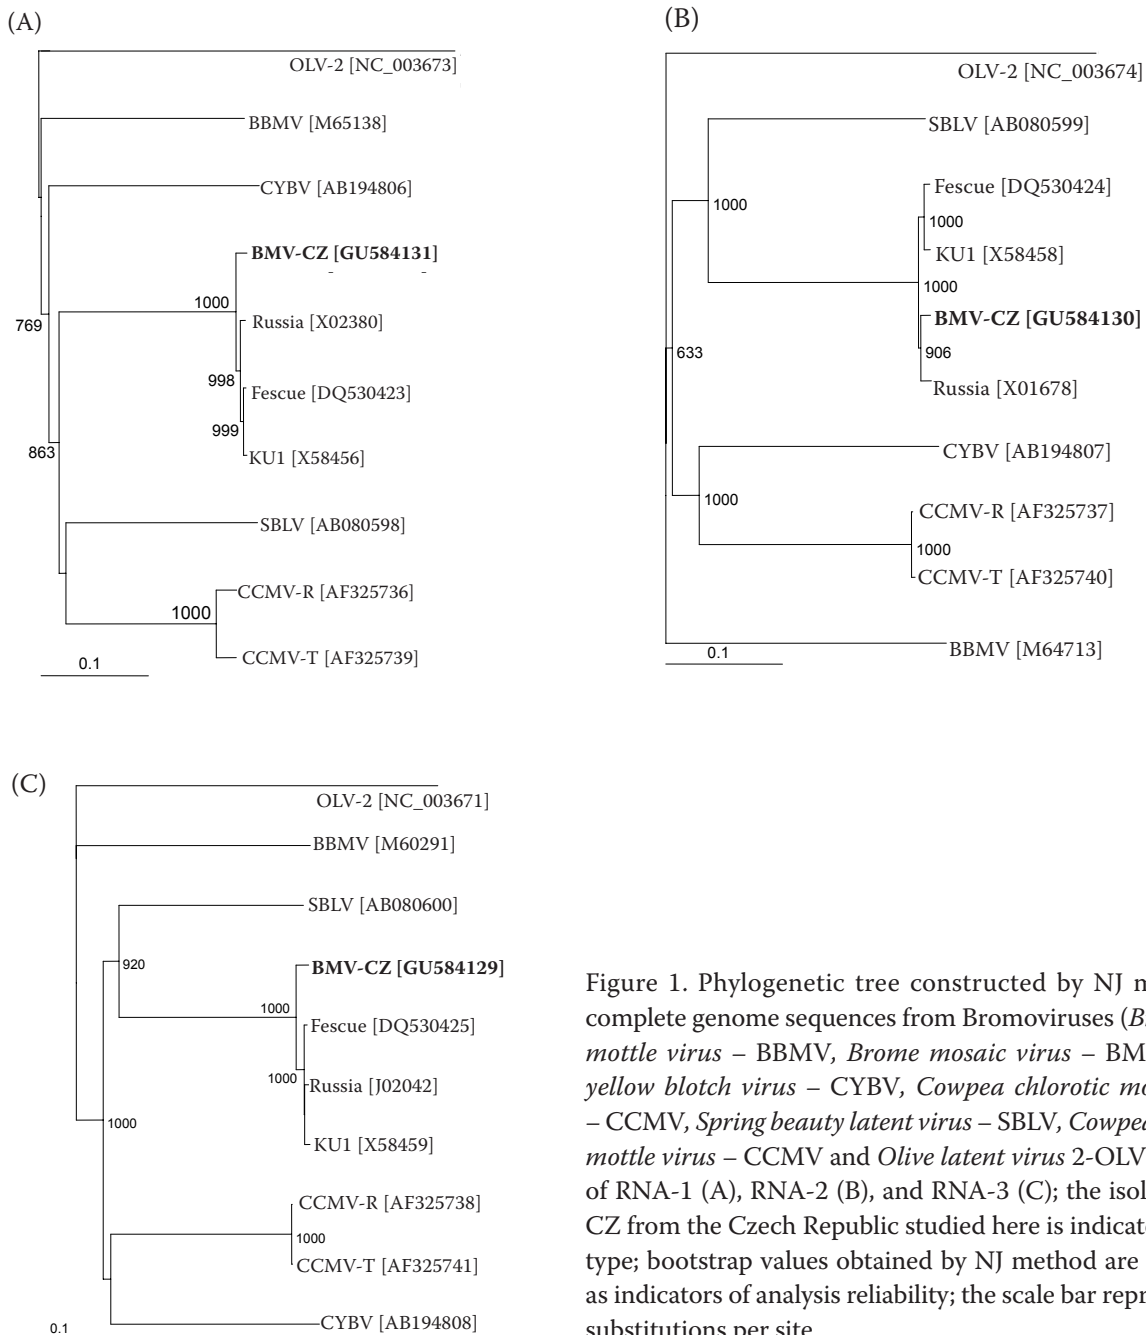 (A)
OLV-2 [NC_003673]
BBMV [M65138]
CYBV [AB194806]
BMV-CZ [GU584131]
1000
Russia [X02380]
769
998
Fescue [DQ530423]
999
863
KU1 [X58456]
SBLV [AB080598]
CCMV-R [AF325736]
1000
CCMV-T [AF325739]
0.1
(B)
OLV-2 [NC_003674]
SBLV [AB080599]
Fescue [DQ530424]
1000
1000
KU1 [X58458]
1000
BMV-CZ [GU584130]
633
906
Russia [X01678]
CYBV [AB194807]
1000
CCMV-R [AF325737]
1000
CCMV-T [AF325740]
BBMV [M64713]
0.1
(C)
OLV-2 [NC_003671]
BBMV [M60291]
SBLV [AB080600]
920
BMV-CZ [GU584129]
1000
Fescue [DQ530425]
1000
Russia [J02042]
1000
KU1 [X58459]
CCMV-R [AF325738]
1000
CCMV-T [AF325741]
CYBV [AB194808]
0.1
Figure 1. Phylogenetic tree constructed by NJ
complete genome sequences from Bromoviruses
mottle virus – BBMV, Brome mosaic virus –
yellow blotch virus – CYBV, Cowpea chlorotic
– CCMV, Spring beauty latent virus – SBLV,
mottle virus – CCMV and Olive latent virus 2-OLV
of RNA-1 (A), RNA-2 (B), and RNA-3 (C); the
CZ from the Czech Republic studied here is
type; bootstrap values obtained by NJ method are
as indicators of analysis reliability; the scale bar
substitutions per site